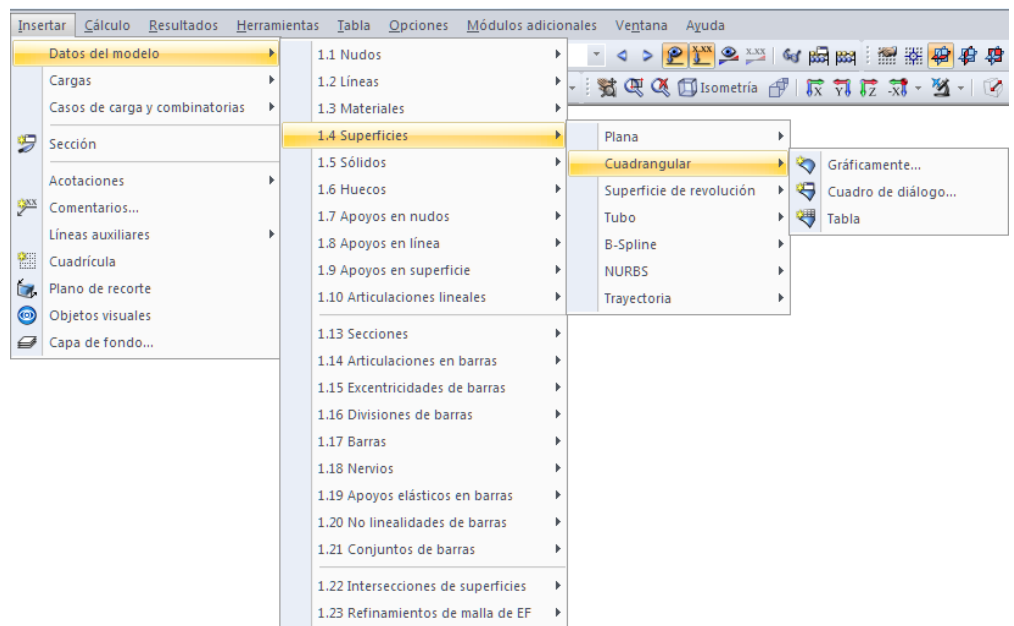 Insertar Cálculo Resultados Herramientas Tabla Opciones Módulos adicionales Ventana Ayuda
Datos del modelo
Cargas
Casos de carga y combinatorias
Sección
Acotaciones
Comentarios...
Líneas auxiliares
Cuadrícula
Plano de recorte
Objetos visuales
Capa de fondo...
1.1 Nudos
1.2 Líneas
1.3 Materiales
1.4 Superficies
1.5 Sólidos
1.6 Huecos
1.7 Apoyos en nudos
1.8 Apoyos en línea
1.9 Apoyos en superficie
1.10 Articulaciones lineales
1.13 Secciones
1.14 Articulaciones en barras
1.15 Excentricidades de barras
1.16 Divisiones de barras
1.17 Barras
1.18 Nervios
1.19 Apoyos elásticos en barras
1.20 No linealidades de barras
1.21 Conjuntos de barras
1.22 Intersecciones de superficies
1.23 Refinamientos de malla de EF
Plana
Cuadrangular
Superficie de revolución
Tubo
B-Spline
NURBS
Trayectoria
Gráficamente...
Cuadro de diálogo...
Tabla
X.XX X.XX
Isometría
X Y Z -X